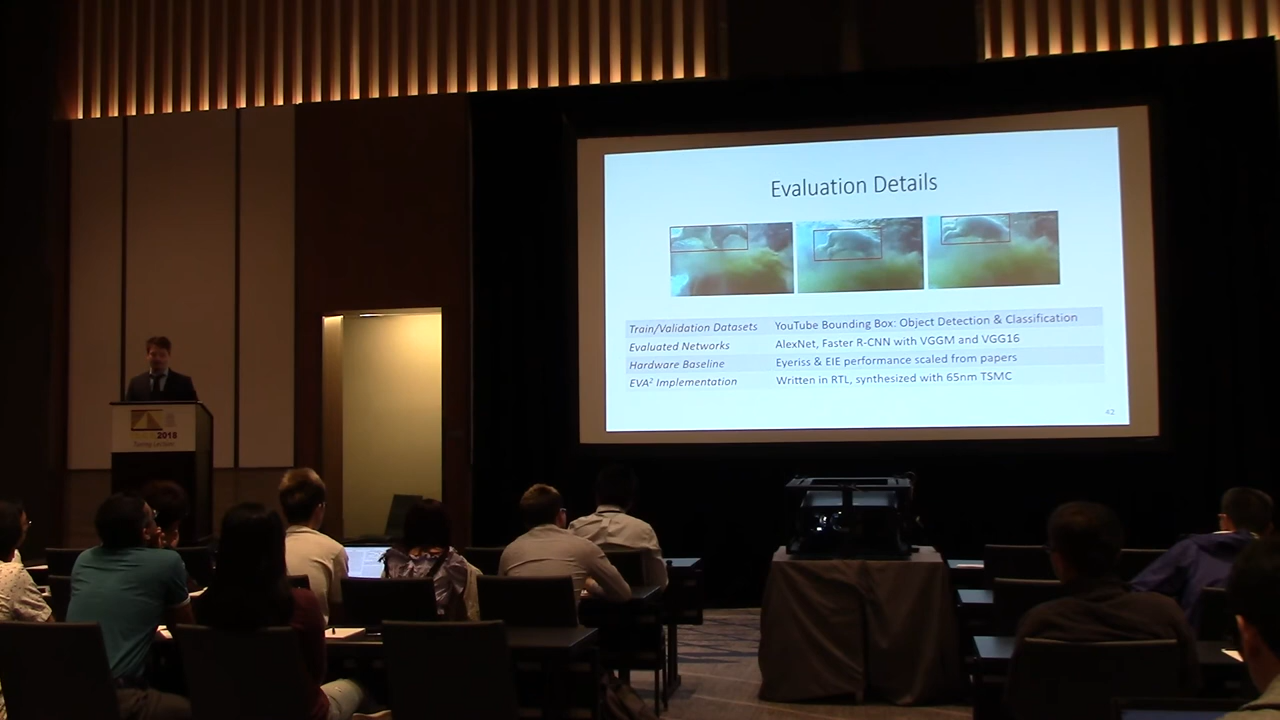 Evaluation Details
Train/Validation Datasets YouTube Bounding Box: Object Detection & Classification
Evaluated Networks AlexNet, Faster R-CNN with VGGM and VGG16
Hardware Baseline Eyeriss & EIE performance scaled from papers
EVA² Implementation Written in RTL, synthesized with 65nm TSMC
42
2018
Turing Lecture